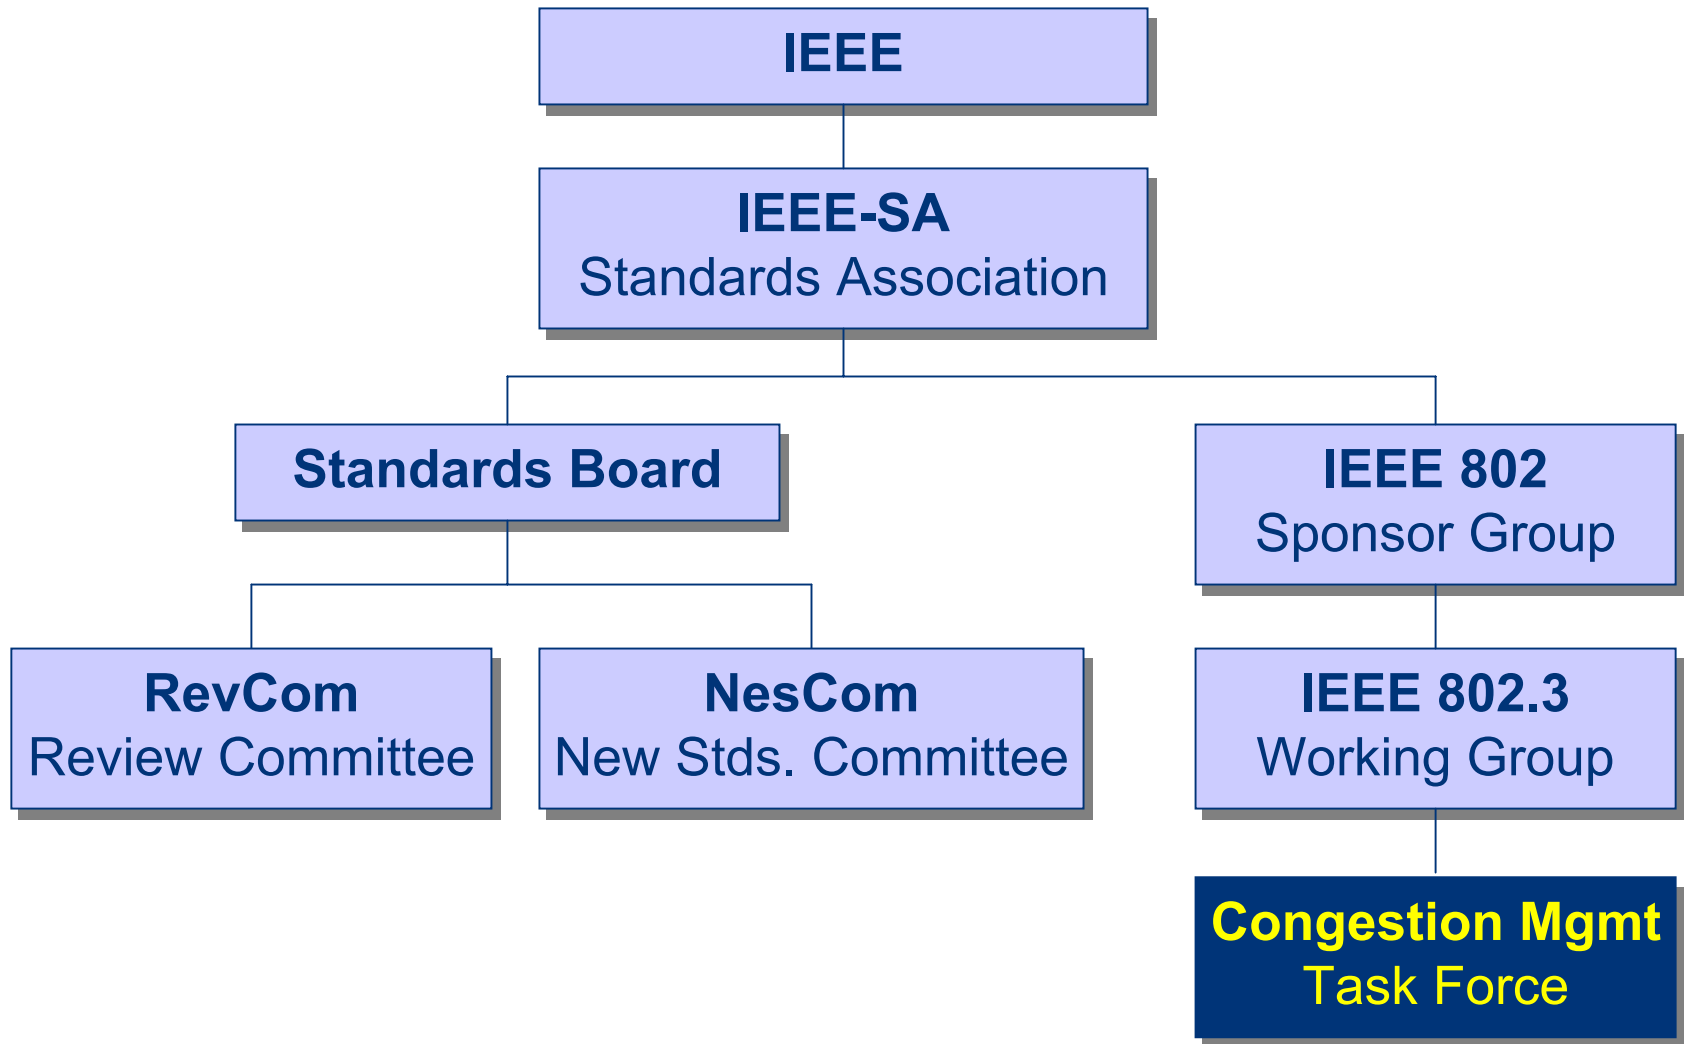 IEEE
IEEE-SA
Standards Association
Standards Board
IEEE 802
Sponsor Group
RevCom
Review Committee
NesCom
New Stds. Committee
IEEE 802.3
Working Group
Congestion Mgmt
Task Force